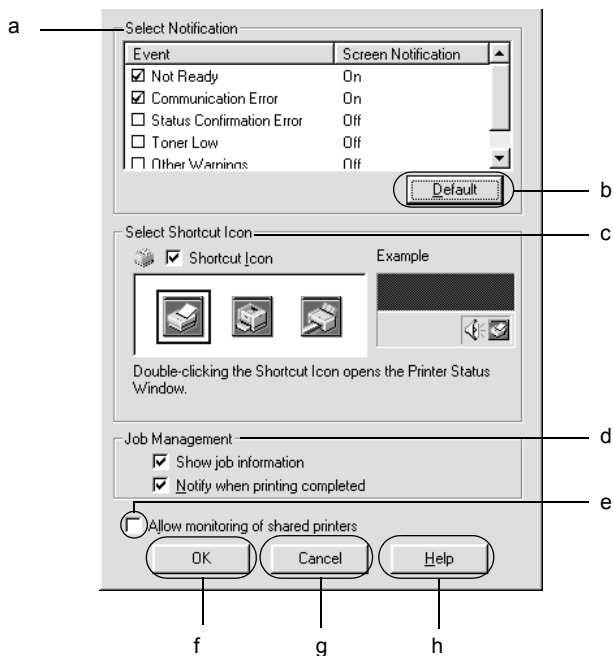 a
Select Notification
Event Screen Notification
Not Ready On
Communication Error On
Status Confirmation Error Off
Toner Low Off
Other Warnings Off
Default
b
Select Shortcut Icon
c
Shortcut Icon
Example
Double-clicking the Shortcut Icon opens the Printer Status
Window.
Job Management
d
Show job information
Notify when printing completed
e
Allow monitoring of shared printers
OK Cancel Help
f g h